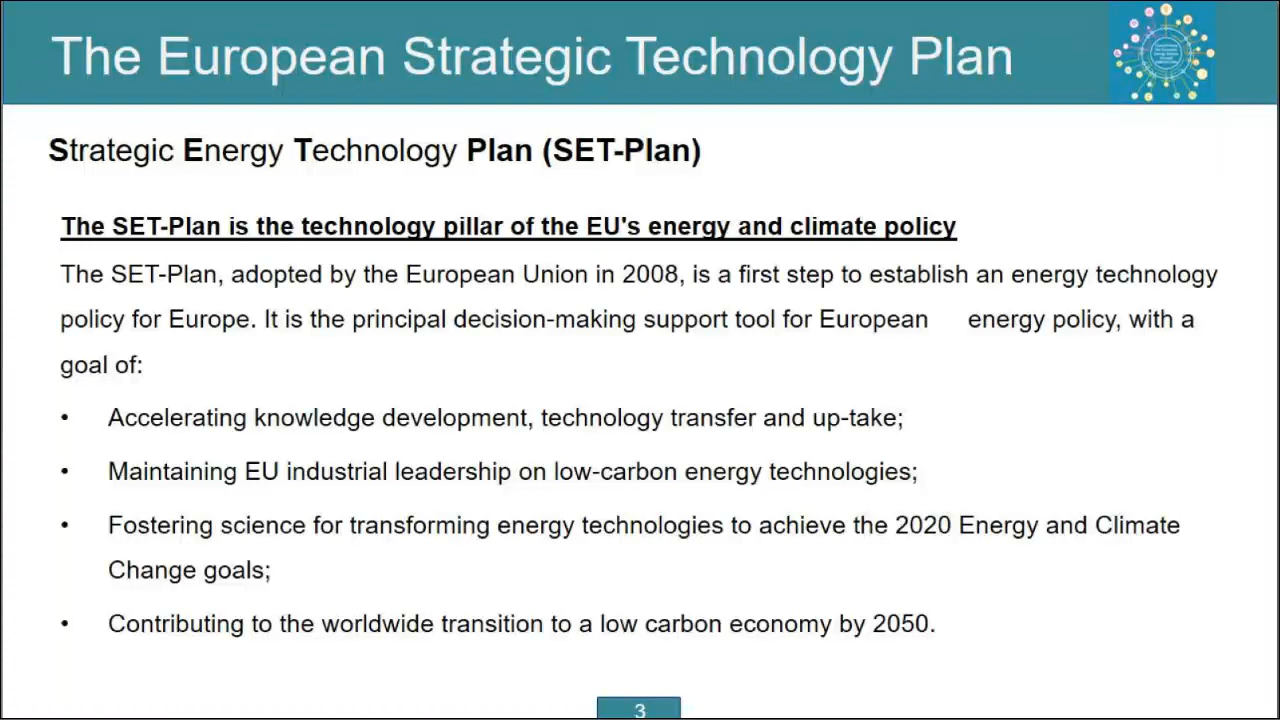 The European Strategic Technology Plan
Strategic Energy Technology Plan (SET-Plan)
The SET-Plan is the technology pillar of the EU's energy and climate policy
The SET-Plan, adopted by the European Union in 2008, is a first step to establish an energy technology
policy for Europe. It is the principal decision-making support tool for European energy policy, with a
goal of:
• Accelerating knowledge development, technology transfer and up-take;
• Maintaining EU industrial leadership on low-carbon energy technologies;
• Fostering science for transforming energy technologies to achieve the 2020 Energy and Climate
Change goals;
• Contributing to the worldwide transition to a low carbon economy by 2050.
3